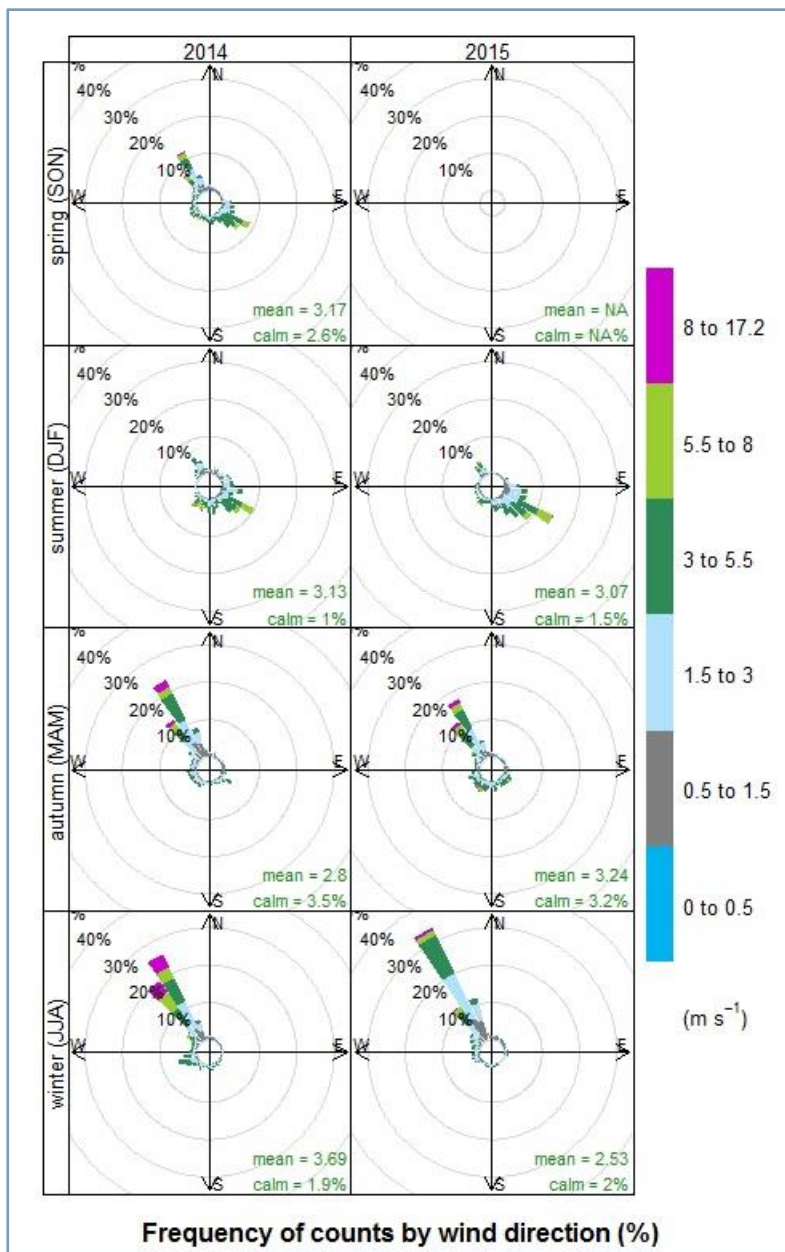 2014 2015
spring (SON)
%
40%
30%
20%
10%
N
W E
S
mean = 3.17
calm = 2.6%
%
40%
30%
20%
10%
N
W E
S
mean = NA
calm = NA%
summer (DJF)
%
40%
30%
20%
10%
N
W E
S
mean = 3.13
calm = 1%
%
40%
30%
20%
10%
N
W E
S
mean = 3.07
calm = 1.5%
autumn (MAM)
%
40%
30%
20%
10%
N
W E
S
mean = 2.8
calm = 3.5%
%
40%
30%
20%
10%
N
W E
S
mean = 3.24
calm = 3.2%
winter (JJA)
%
40%
30%
20%
10%
N
W E
S
mean = 3.69
calm = 1.9%
%
40%
30%
20%
10%
N
W E
S
mean = 2.53
calm = 2%
8 to 17.2
5.5 to 8
3 to 5.5
1.5 to 3
0.5 to 1.5
0 to 0.5
(m s⁻¹)
Frequency of counts by wind direction (%)